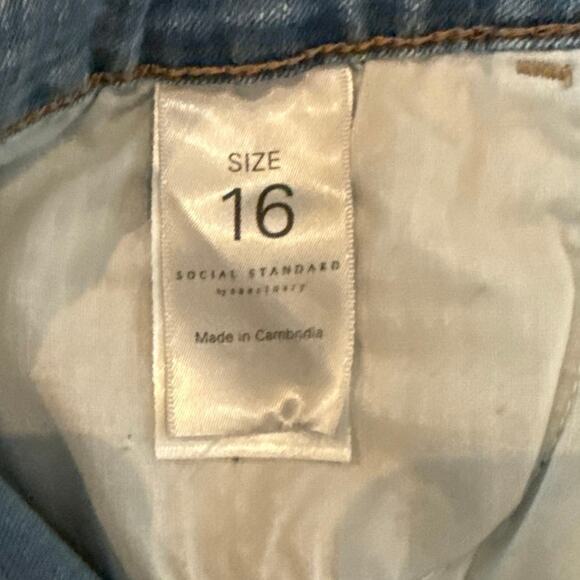 SIZE
16
SOCIAL STANDARD
by sanctuary
Made in Cambodia